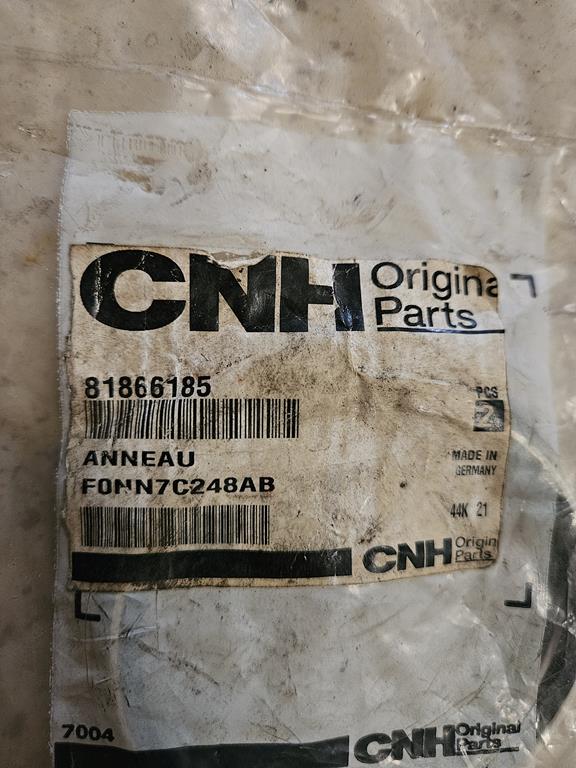 CNH Original
Parts
81866185
PCS
2
ANNEAU
MADE IN
GERMANY
F0NN7C248AB
44K 21
CNH Origin
Parts
7004
CNH Original
Parts